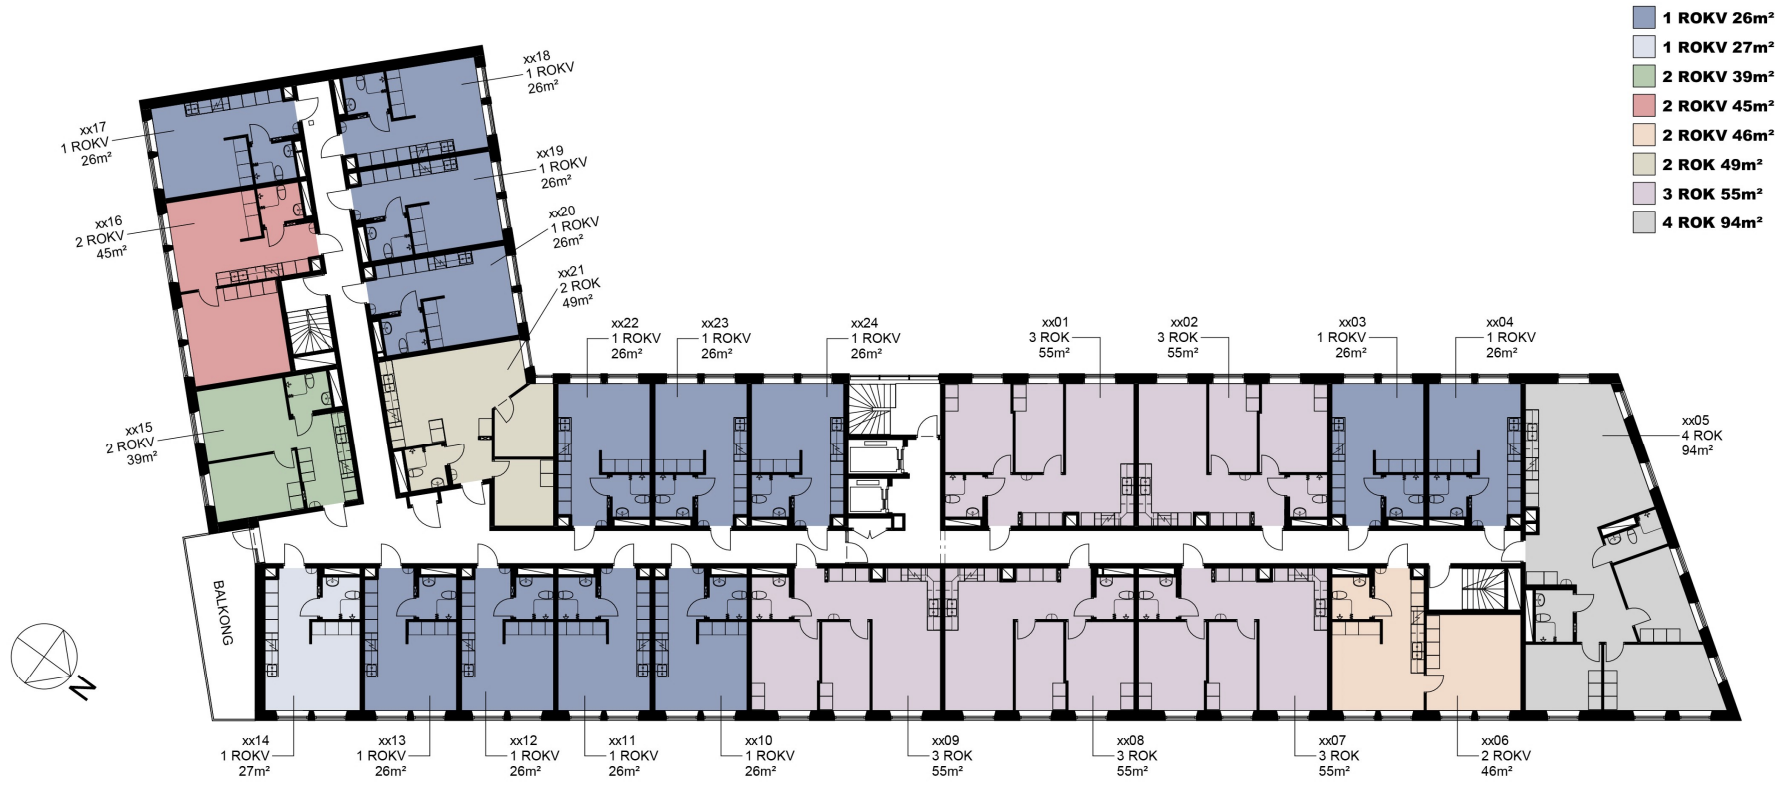 1 ROKV 26m²
1 ROKV 27m²
2 ROKV 39m²
2 ROKV 45m²
2 ROKV 46m²
2 ROK 49m²
3 ROK 55m²
4 ROK 94m²
xx18
1 ROKV
26m²
xx17
1 ROKV
26m²
xx19
1 ROKV
26m²
xx16
2 ROKV
45m²
xx20
1 ROKV
26m²
xx21
2 ROK
49m²
xx22
1 ROKV
26m²
xx23
1 ROKV
26m²
xx24
1 ROKV
26m²
xx01
3 ROK
55m²
xx02
3 ROK
55m²
xx03
1 ROKV
26m²
xx04
1 ROKV
26m²
xx05
4 ROK
94m²
xx15
2 ROKV
39m²
BALKONG
N
xx14
1 ROKV
27m²
xx13
1 ROKV
26m²
xx12
1 ROKV
26m²
xx11
1 ROKV
26m²
xx10
1 ROKV
26m²
xx09
3 ROK
55m²
xx08
3 ROK
55m²
xx07
3 ROK
55m²
xx06
2 ROKV
46m²